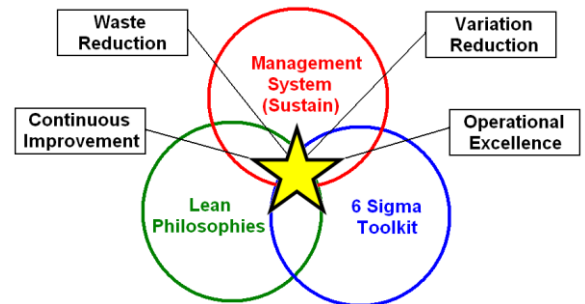 Waste
Reduction
Variation
Reduction
Management
System
(Sustain)
Continuous
Improvement
Operational
Excellence
Lean
Philosophies
6 Sigma
Toolkit